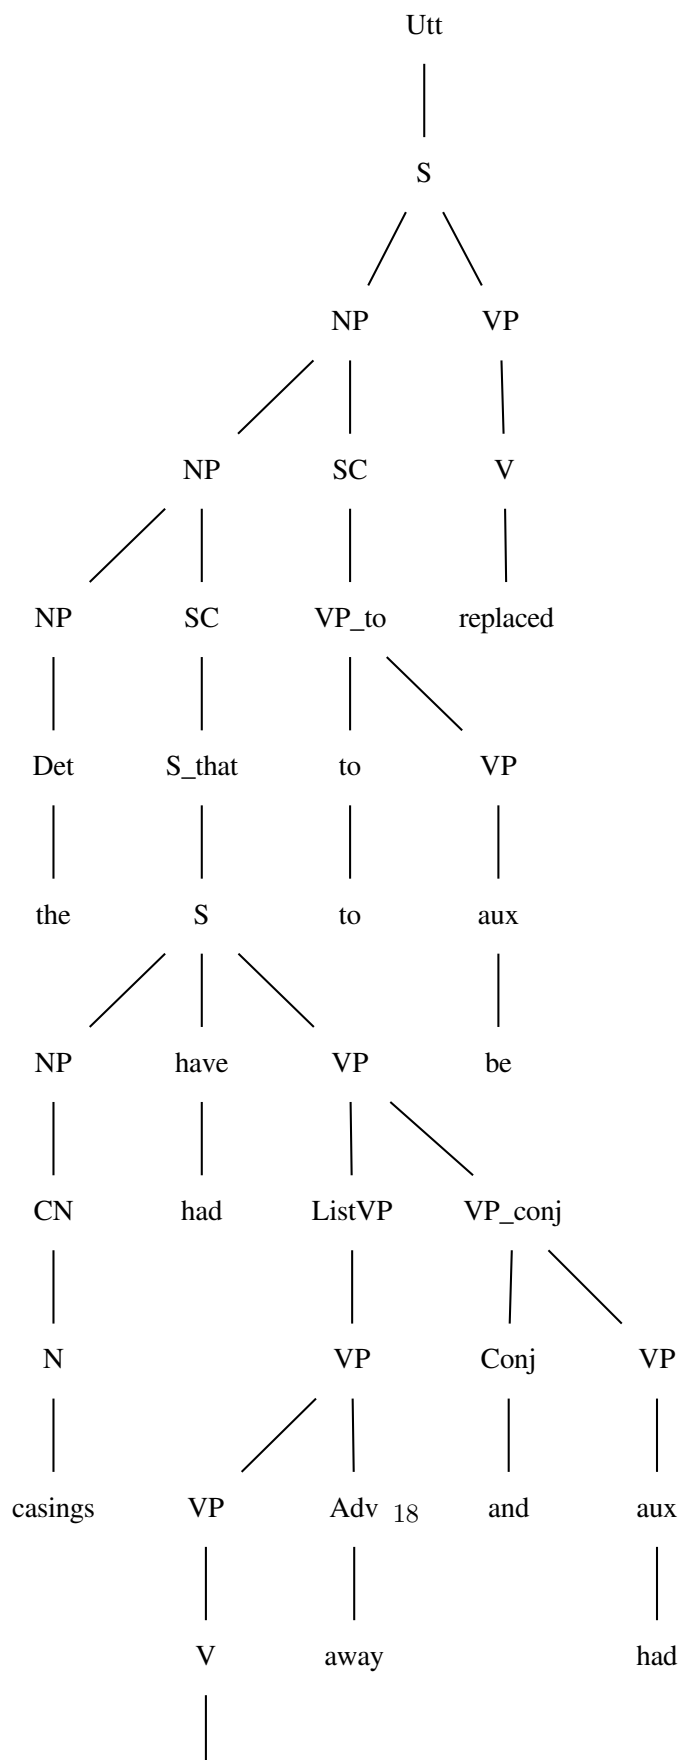 Utt
S
NP VP
NP SC V
NP SC VP_to replaced
Det S_that to VP
the S to aux
NP have VP be
CN had ListVP VP_conj
N VP Conj VP
casings VP Adv 18 and aux
V away had